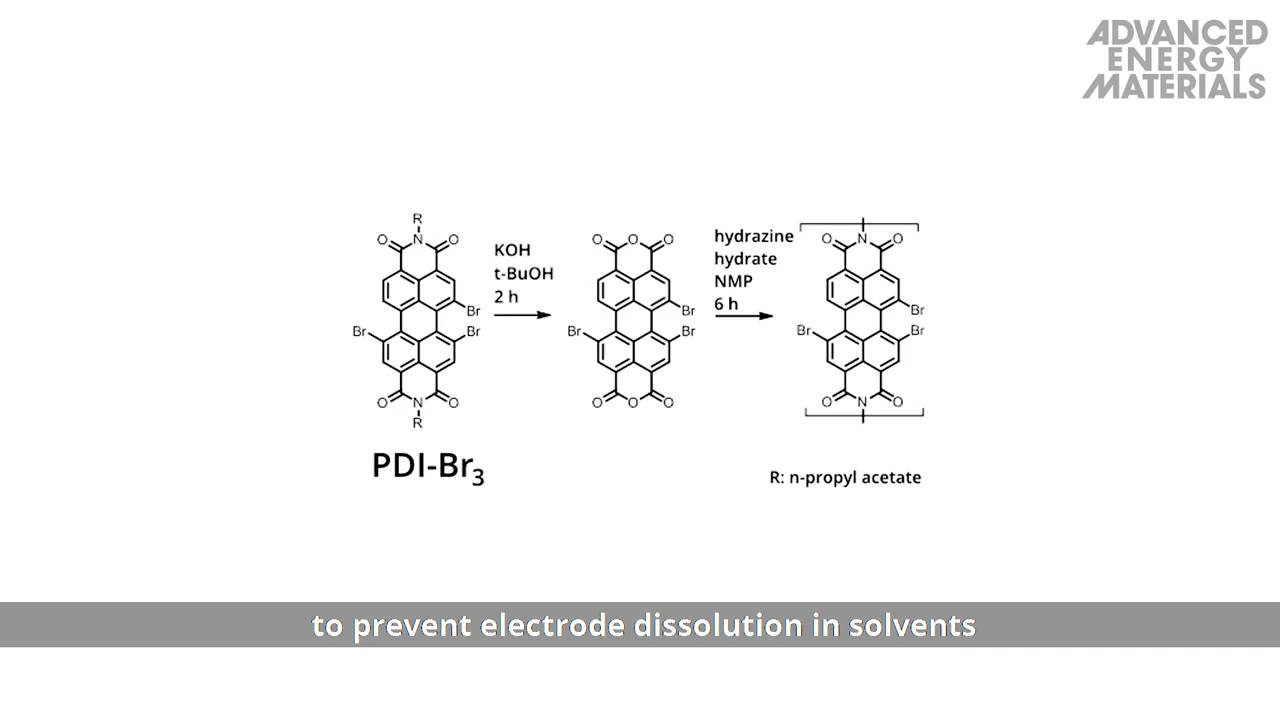 ADVANCED
ENERGY
MATERIALS
R
O N O
Br
Br Br
O N O
R
PDI-Br3
KOH
t-BuOH
2 h
O O O
Br
Br Br
O O O
hydrazine
hydrate
NMP
6 h
O N O
Br
Br Br
O N O
R: n-propyl acetate
to prevent electrode dissolution in solvents